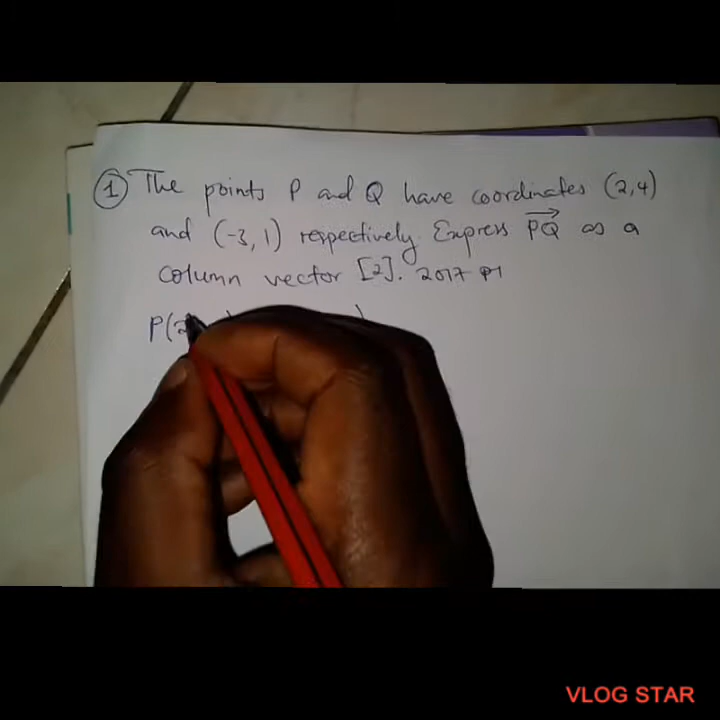 ① The points P and Q have coordinates (2,4)
and (-3, 1) respectively. Express PQ as a
column vector [2]. 2017 P1
P(2
VLOG STAR